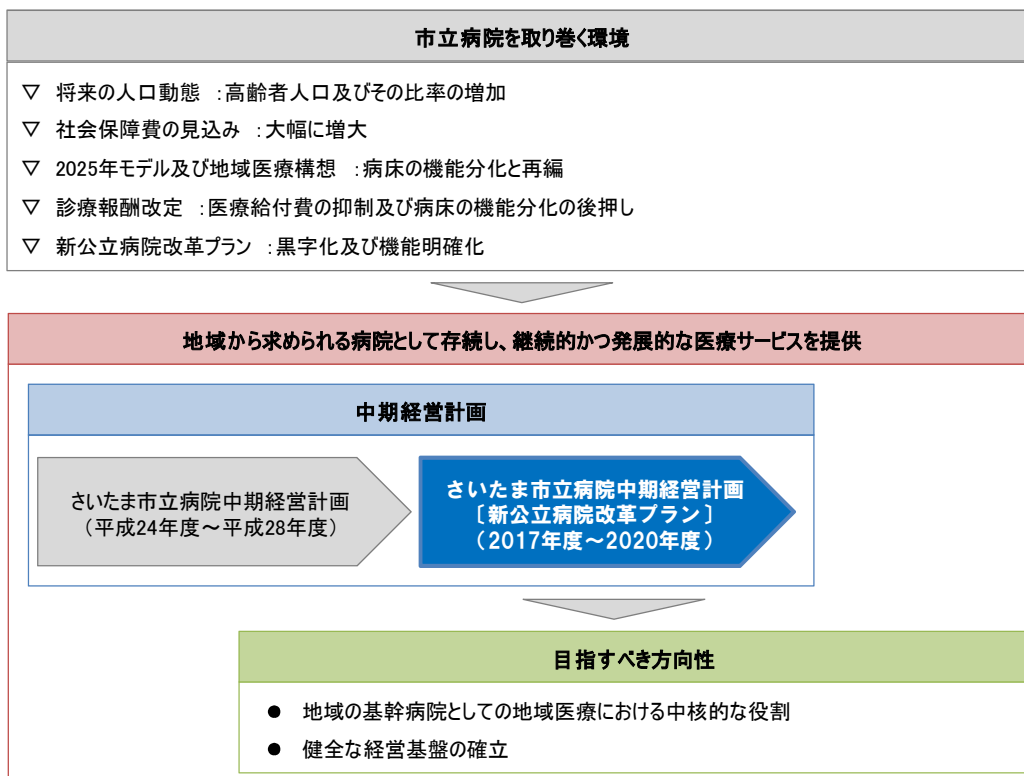 市立病院を取り巻く環境
▽ 将来の人口動態 ：高齢者人口及びその比率の増加
▽ 社会保障費の見込み ：大幅に増大
▽ 2025年モデル及び地域医療構想 ：病床の機能分化と再編
▽ 診療報酬改定 ：医療給付費の抑制及び病床の機能分化の後押し
▽ 新公立病院改革プラン ：黒字化及び機能明確化
地域から求められる病院として存続し、継続的かつ発展的な医療サービスを提供
中期経営計画
さいたま市立病院中期経営計画
（平成24年度～平成28年度）
さいたま市立病院中期経営計画
［新公立病院改革プラン］
（2017年度～2020年度）
目指すべき方向性
● 地域の基幹病院としての地域医療における中核的な役割
● 健全な経営基盤の確立